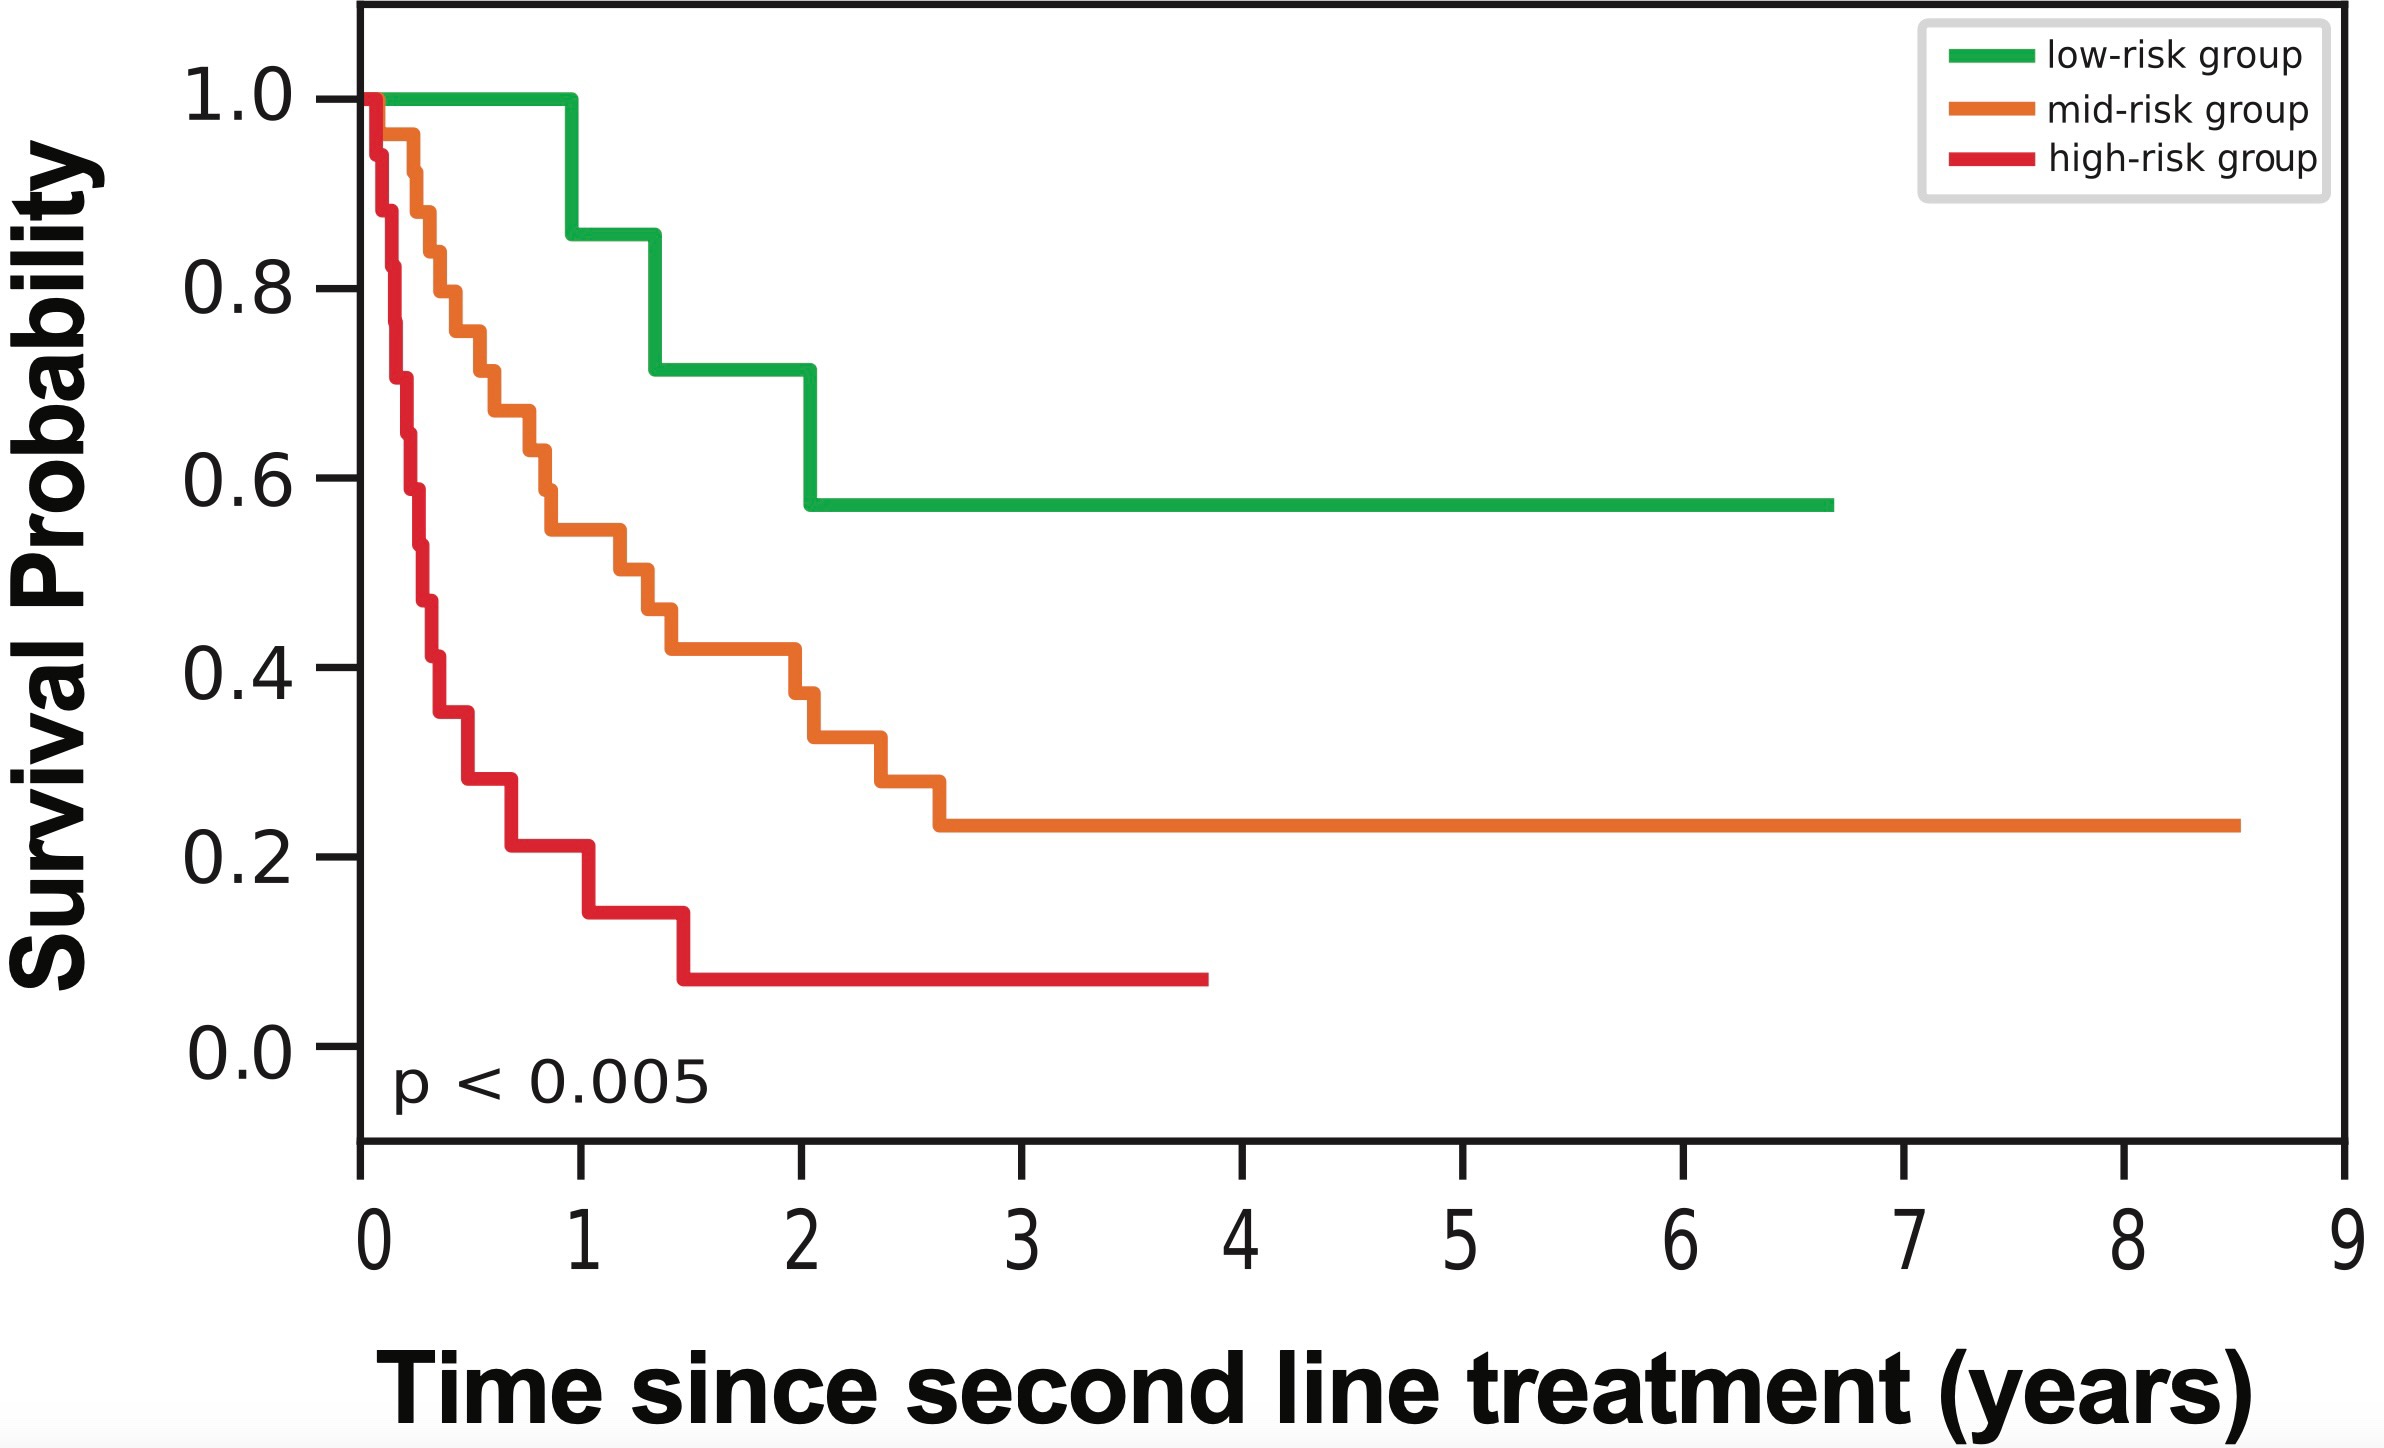 Survival Probability
1.0
0.8
0.6
0.4
0.2
0.0
low-risk group
mid-risk group
high-risk group
p < 0.005
0 1 2 3 4 5 6 7 8 9
Time since second line treatment (years)